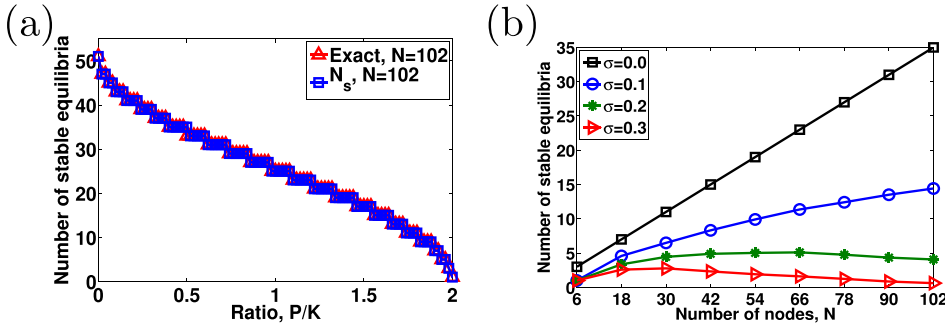 (a)
Number of stable equilibria
50
40
30
20
10
0
0
0.5
1
1.5
2
Ratio, P/K
Exact, N=102
Ns, N=102
(b)
Number of stable equilibria
35
30
25
20
15
10
5
0
6
18
30
42
54
66
78
90
102
Number of nodes, N
σ=0.0
σ=0.1
σ=0.2
σ=0.3